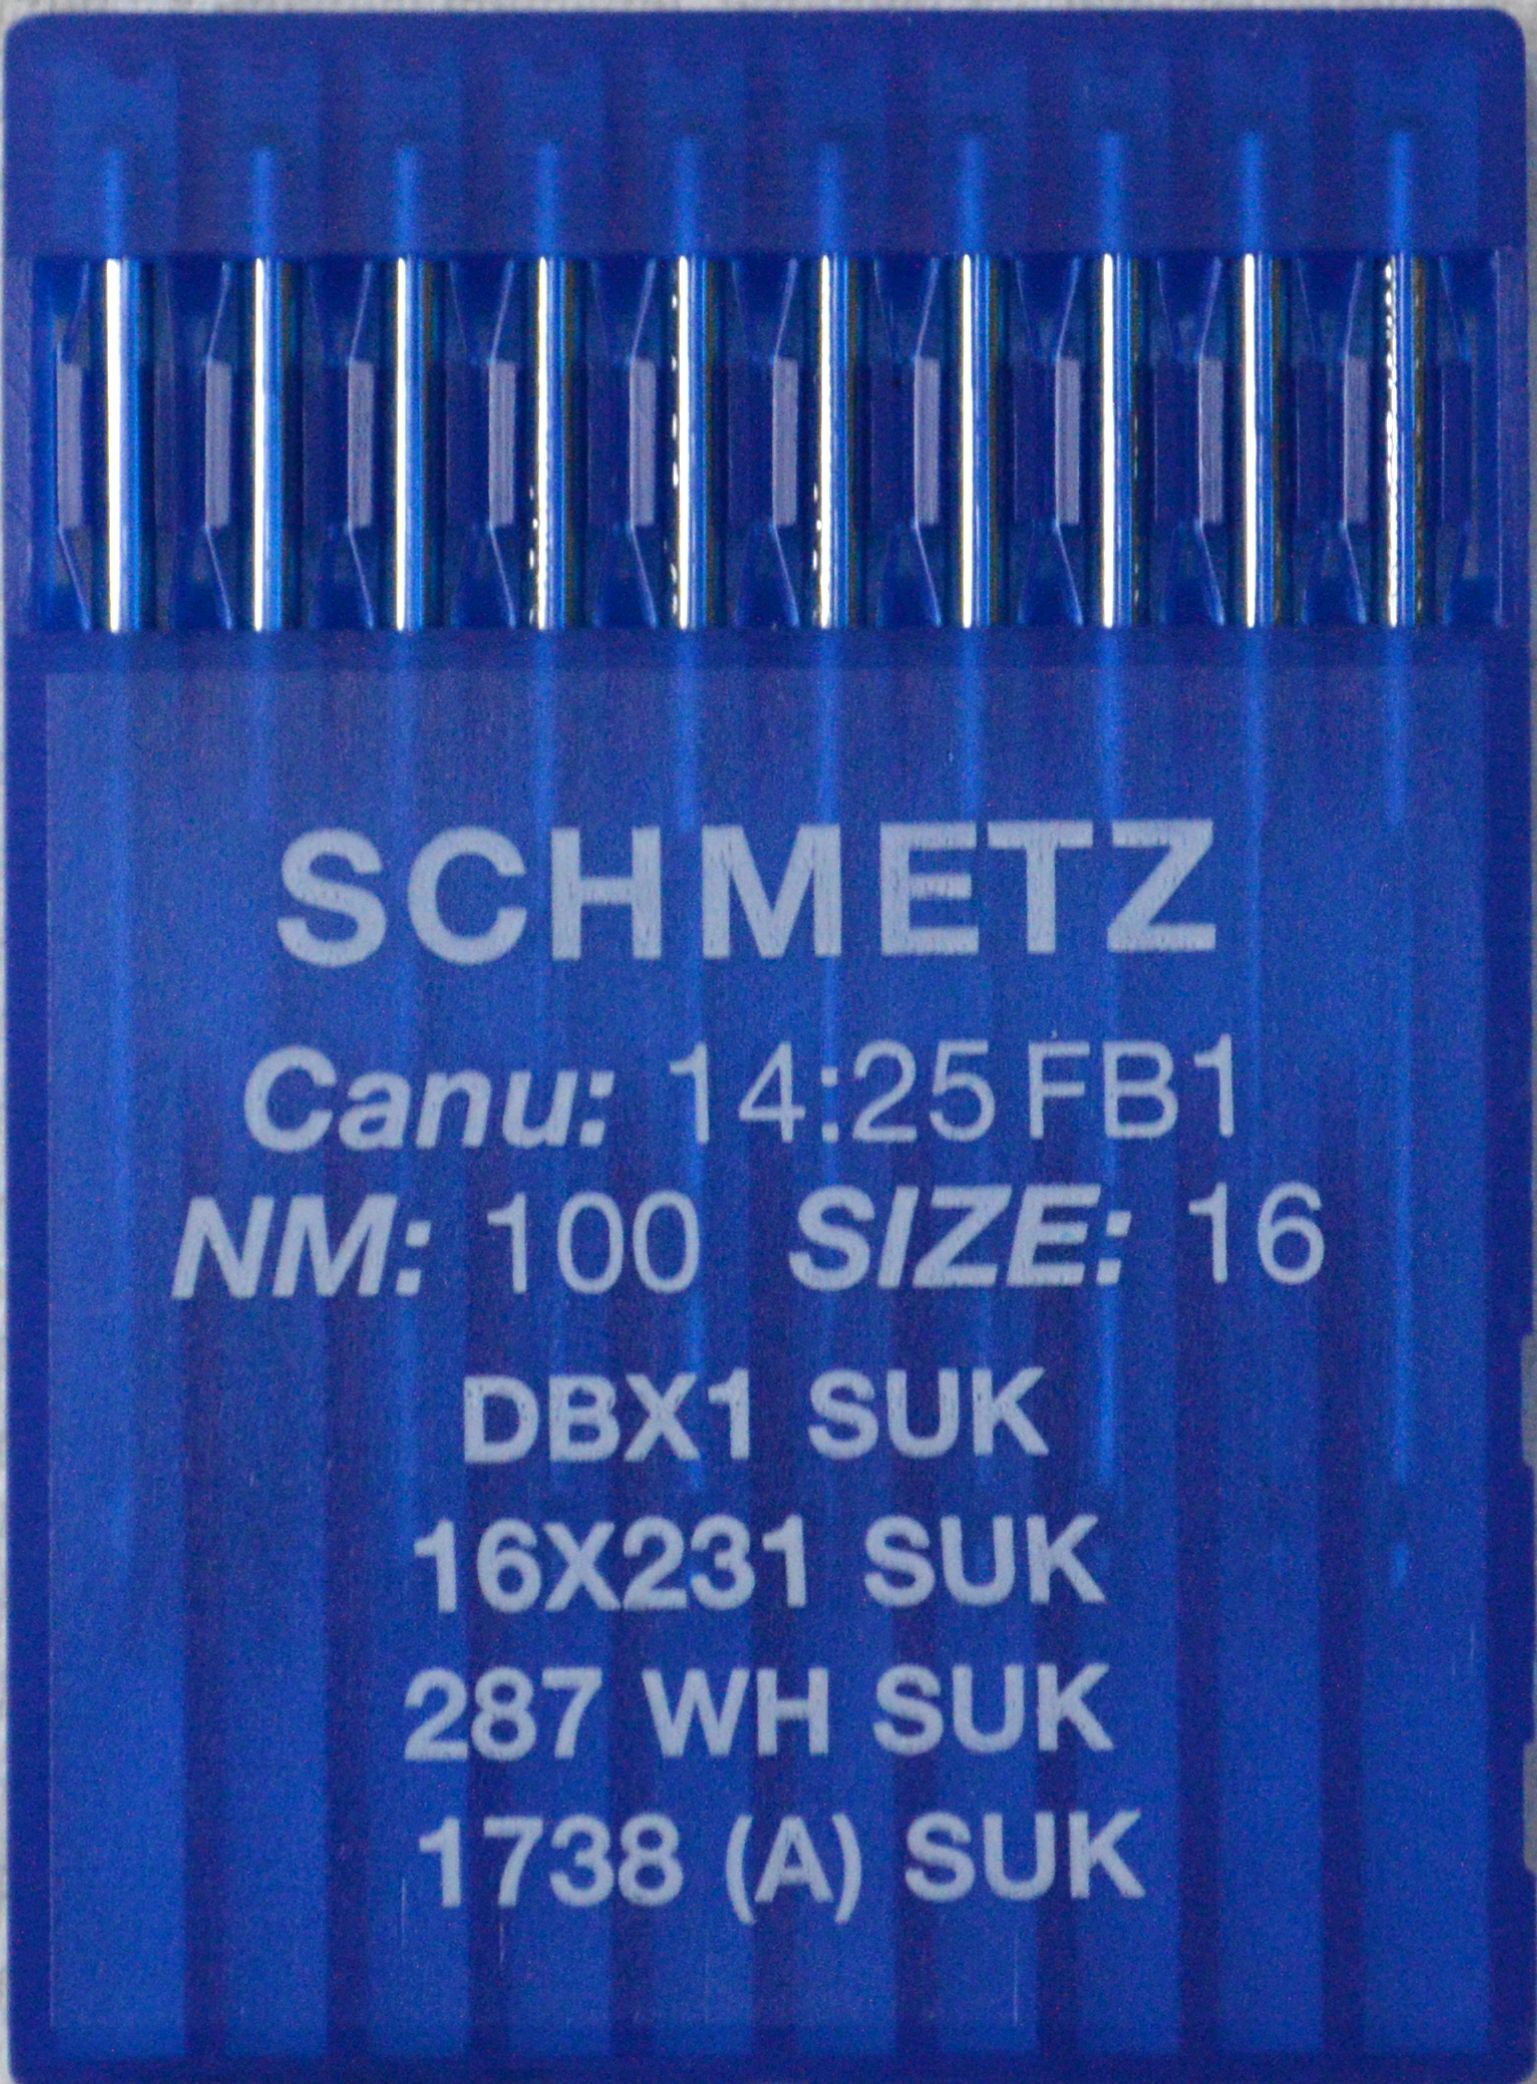 SCHMETZ
Canu: 14:25 FB1
NM: 100 SIZE: 16
DBX1 SUK
16X231 SUK
287 WH SUK
1738 (A) SUK